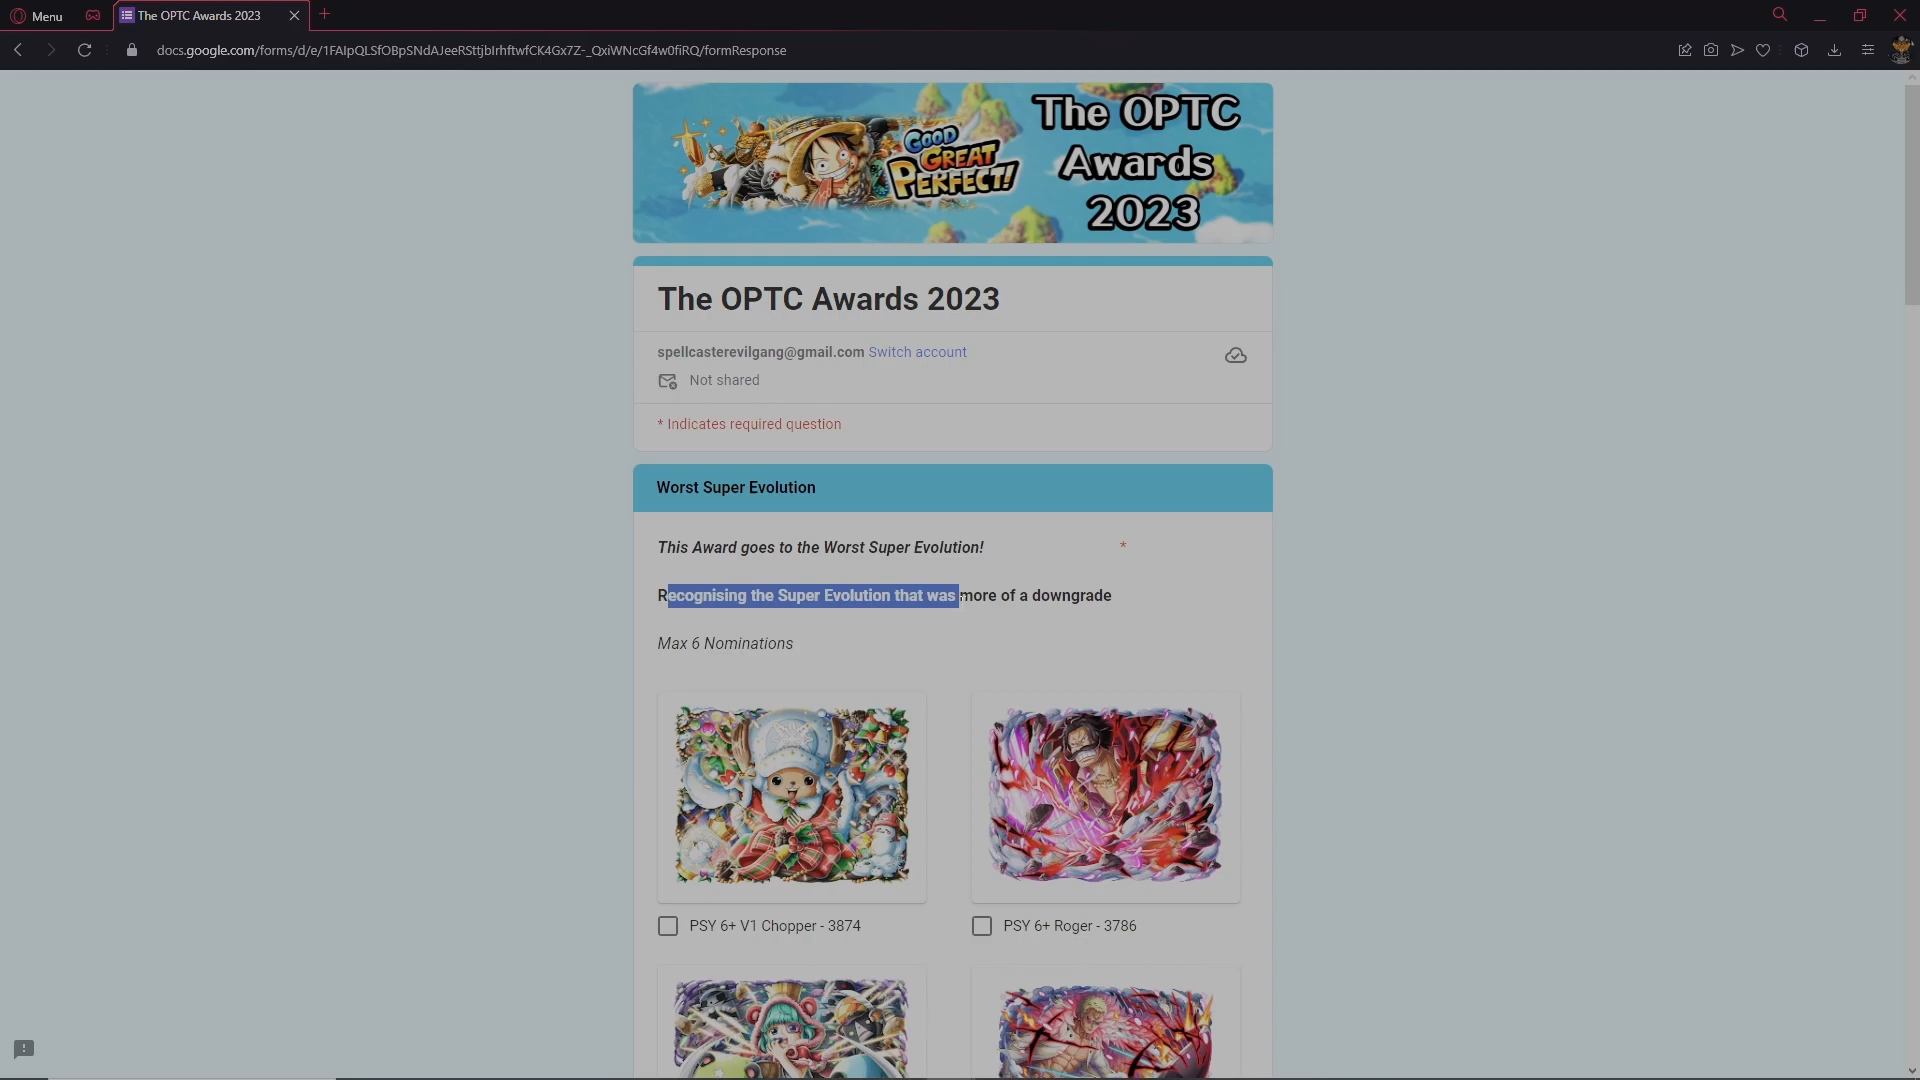 Menu
The OPTC Awards 2023
docs.google.com/forms/d/e/1FAIpQLSfOBpSNdAJeeRSttjbIrhftwfCK4Gx7Z-_QxiWNcGf4w0fiRQ/formResponse
GOOD
GREAT
PERFECT!
The OPTC
Awards
2023
The OPTC Awards 2023
spellcasterevilgang@gmail.com Switch account
Not shared
* Indicates required question
Worst Super Evolution
This Award goes to the Worst Super Evolution! *
Recognising the Super Evolution that was more of a downgrade
Max 6 Nominations
PSY 6+ V1 Chopper - 3874
PSY 6+ Roger - 3786